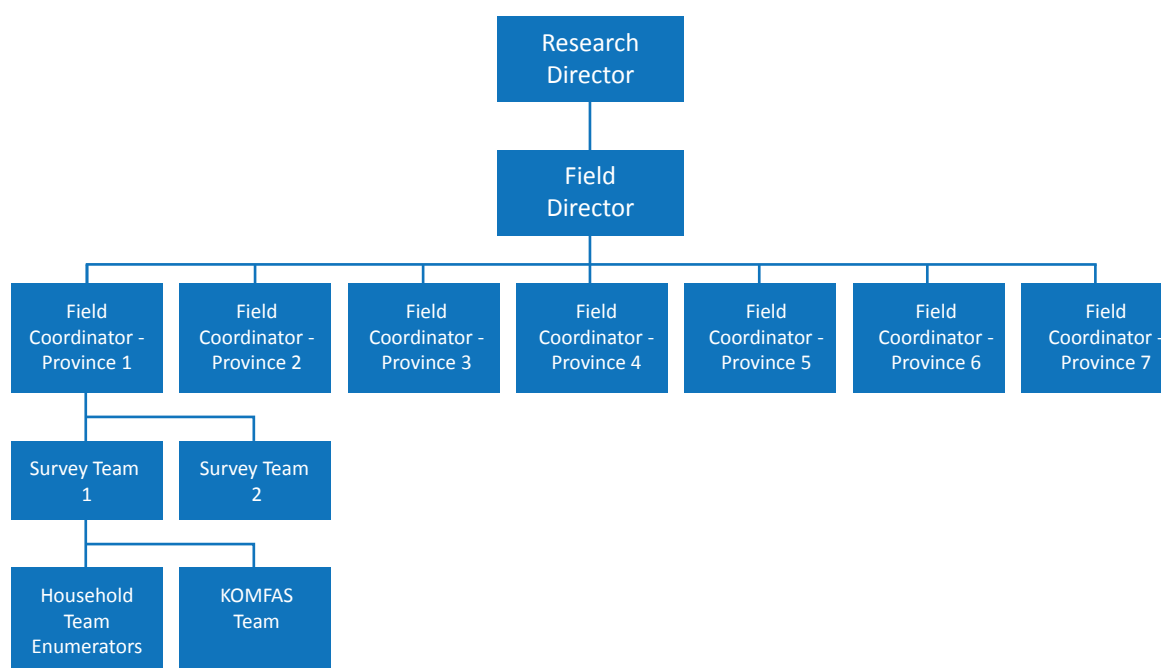 Research
Director
Field
Director
Field
Coordinator -
Province 1
Field
Coordinator -
Province 2
Field
Coordinator -
Province 3
Field
Coordinator -
Province 4
Field
Coordinator -
Province 5
Field
Coordinator -
Province 6
Field
Coordinator -
Province 7
Survey Team
1
Survey Team
2
Household
Team
Enumerators
KOMFAS
Team